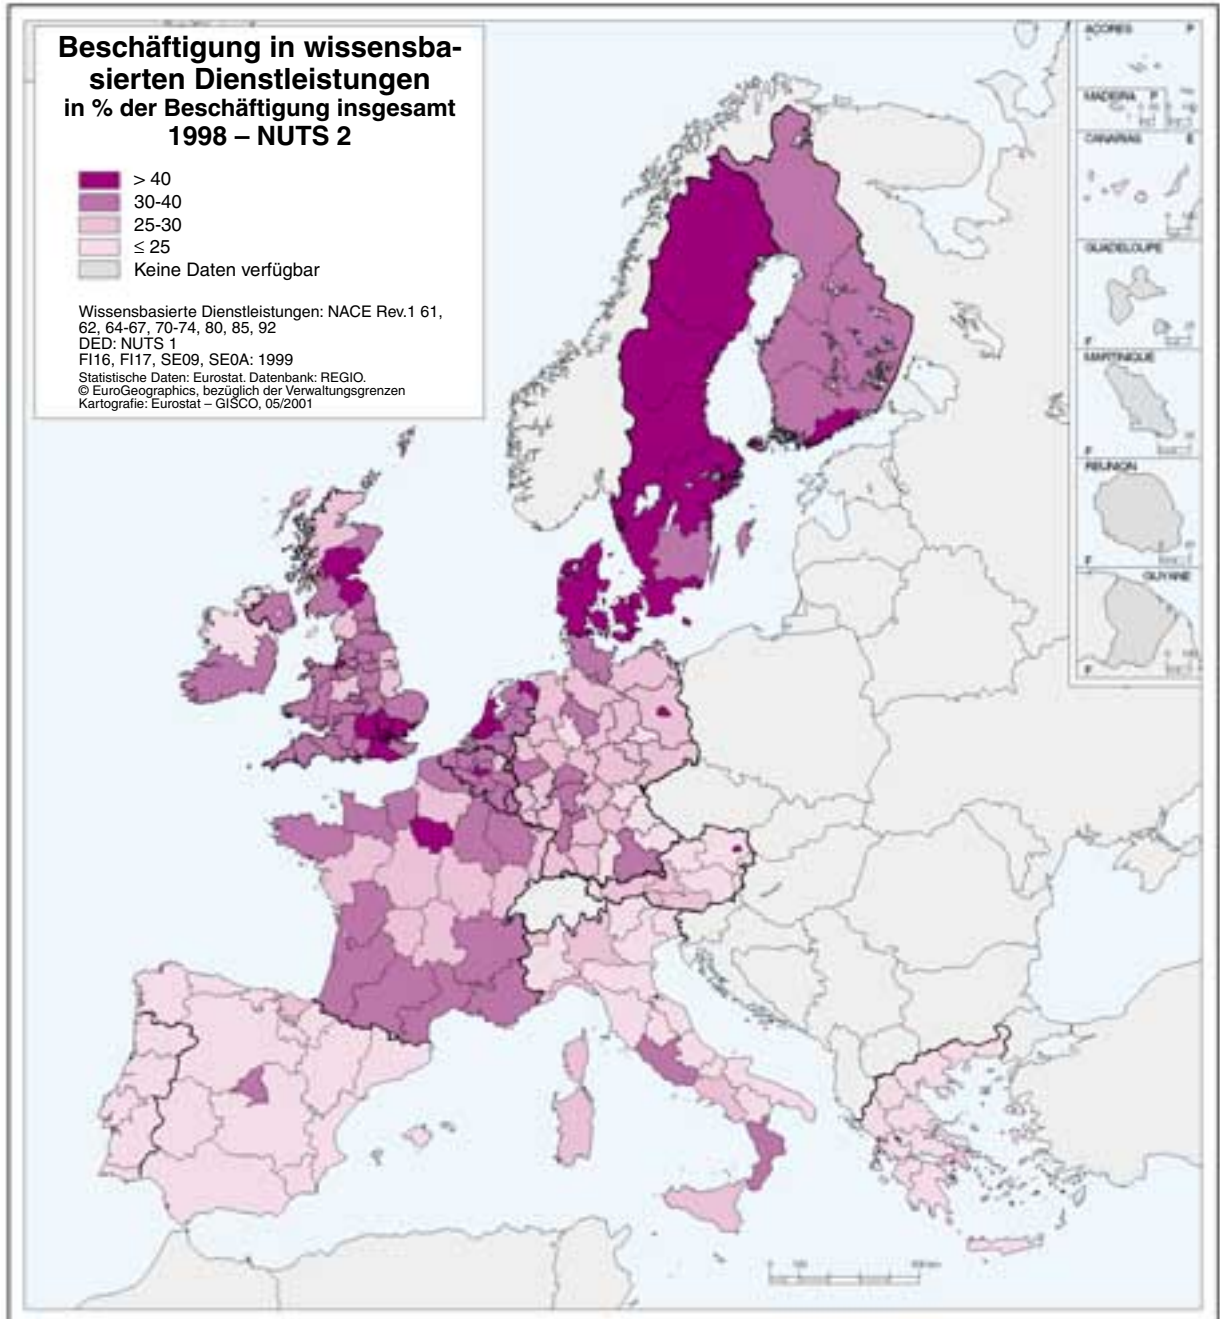 Beschäftigung in wissensba-
sierten Dienstleistungen
in % der Beschäftigung insgesamt
1998 – NUTS 2
> 40
30-40
25-30
≤ 25
Keine Daten verfügbar
Wissensbasierte Dienstleistungen: NACE Rev.1 61,
62, 64-67, 70-74, 80, 85, 92
DED: NUTS 1
FI16, FI17, SE09, SE0A: 1999
Statistische Daten: Eurostat. Datenbank: REGIO.
© EuroGeographics, bezüglich der Verwaltungsgrenzen
Kartografie: Eurostat – GISCO, 05/2001
AÇORES P
MADEIRA P
CANARIAS E
GUADELOUPE
F
MARTINIQUE
F
REUNION
F
GUYANE
F